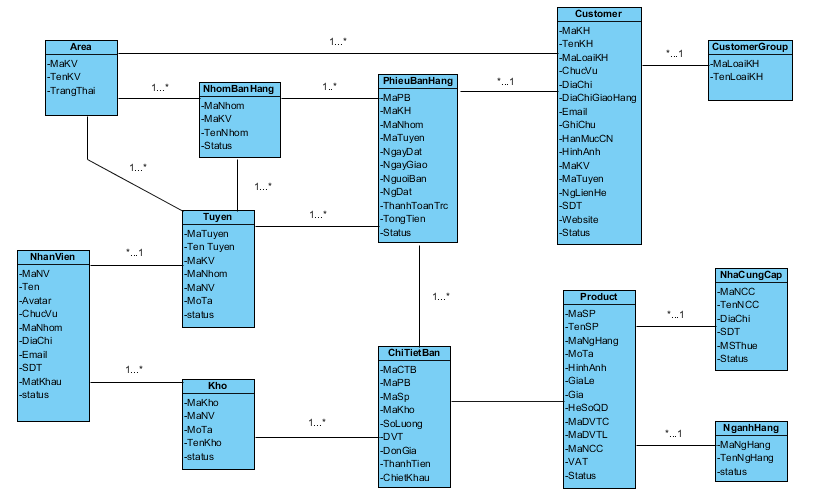 Area
-MaKV
-TenKV
-TrangThai
1...*
Customer
-MaKH
-TenKH
-MaLoaiKH
-ChucVu
-DiaChi
-DiaChiGiaoHang
-Email
-GhiChu
-HanMucCN
-HinhAnh
-MaKV
-MaTuyen
-NgLienHe
-SDT
-Website
-Status
*...1
CustomerGroup
-MaLoaiKH
-TenLoaiKH
1...*
NhomBanHang
-MaNhom
-MaKV
-TenNhom
-Status
1..*
PhieuBanHang
-MaPB
-MaKH
-MaNhom
-MaTuyen
-NgayDat
-NgayGiao
-NguoiBan
-NgDat
-ThanhToanTrc
-TongTien
-Status
*...1
1...*
1...*
Tuyen
-MaTuyen
-Ten Tuyen
-MaKV
-MaNhom
-MaNV
-MoTa
-status
1...*
NhanVien
-MaNV
-Ten
-Avatar
-ChucVu
-MaNhom
-DiaChi
-Email
-SDT
-MatKhau
-status
*...1
1...*
1...*
Kho
-MaKho
-MaNV
-MoTa
-TenKho
-status
1...*
ChiTietBan
-MaCTB
-MaPB
-MaSp
-MaKho
-SoLuong
-DVT
-DonGia
-ThanhTien
-ChietKhau
Product
-MaSP
-TenSP
-MaNgHang
-MoTa
-HinhAnh
-GiaLe
-Gia
-HeSoQD
-MaDVTC
-MaDVTL
-MaNCC
-VAT
-Status
*...1
NhaCungCap
-MaNCC
-TenNCC
-DiaChi
-SDT
-MSThue
-Status
*...1
NganhHang
-MaNgHang
-TenNgHang
-status